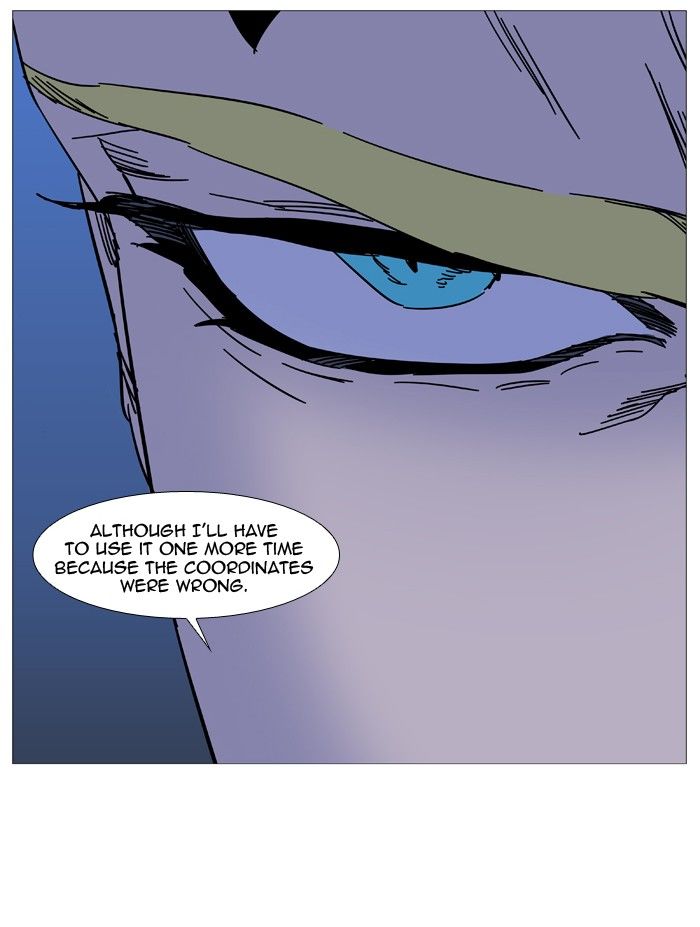 ALTHOUGH I'LL HAVE
TO USE IT ONE MORE TIME
BECAUSE THE COORDINATES
WERE WRONG.